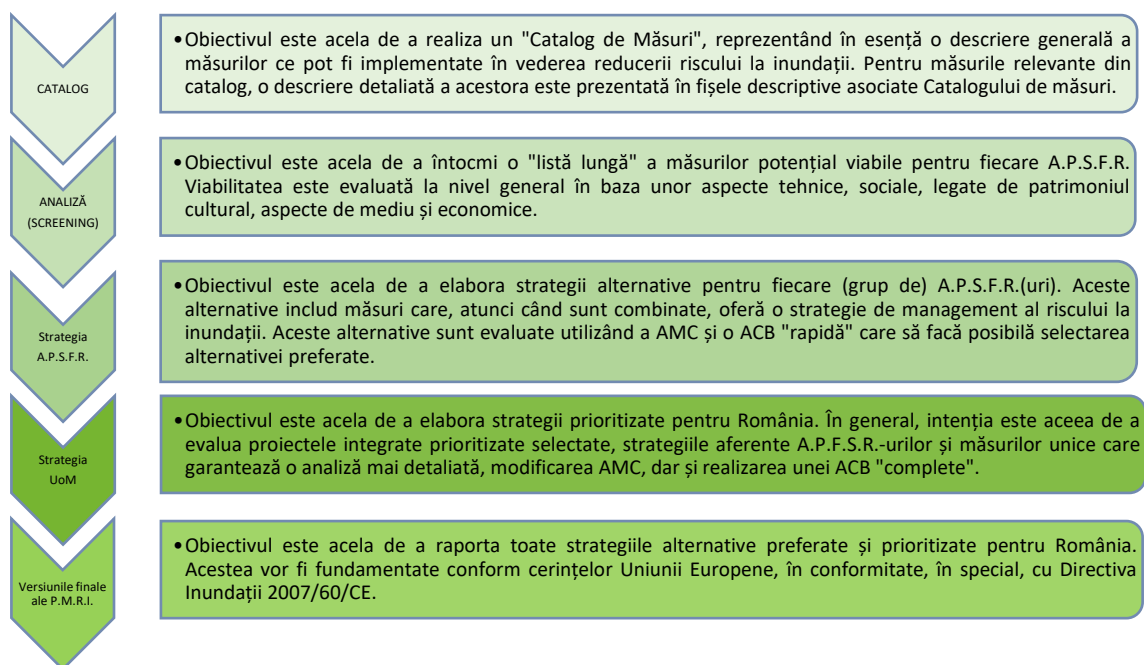 CATALOG
•Obiectivul este acela de a realiza un "Catalog de Măsuri", reprezentând în esență o descriere generală a
măsurilor ce pot fi implementate în vederea reducerii riscului la inundații. Pentru măsurile relevante din
catalog, o descriere detaliată a acestora este prezentată în fișele descriptive asociate Catalogului de măsuri.
ANALIZĂ
(SCREENING)
•Obiectivul este acela de a întocmi o "listă lungă" a măsurilor potențial viabile pentru fiecare A.P.S.F.R.
Viabilitatea este evaluată la nivel general în baza unor aspecte tehnice, sociale, legate de patrimoniul
cultural, aspecte de mediu și economice.
Strategia
A.P.S.F.R.
•Obiectivul este acela de a elabora strategii alternative pentru fiecare (grup de) A.P.S.F.R.(uri). Aceste
alternative includ măsuri care, atunci când sunt combinate, oferă o strategie de management al riscului la
inundații. Aceste alternative sunt evaluate utilizând a AMC și o ACB "rapidă" care să facă posibilă selectarea
alternativei preferate.
Strategia
UoM
•Obiectivul este acela de a elabora strategii prioritizate pentru România. În general, intenția este aceea de a
evalua proiectele integrate prioritizate selectate, strategiile aferente A.P.F.S.R.-urilor și măsurilor unice care
garantează o analiză mai detaliată, modificarea AMC, dar și realizarea unei ACB "complete".
Versiunile finale
ale P.M.R.I.
•Obiectivul este acela de a raporta toate strategiile alternative preferate și prioritizate pentru România.
Acestea vor fi fundamentate conform cerințelor Uniunii Europene, în conformitate, în special, cu Directiva
Inundații 2007/60/CE.